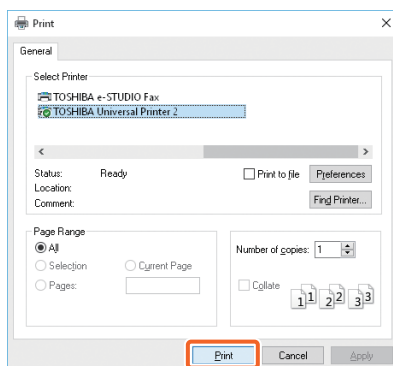 Print
General
Select Printer
TOSHIBA e-STUDIO Fax
TOSHIBA Universal Printer 2
Status: Ready
Print to file
Preferences
Location:
Comment:
Find Printer...
Page Range
All
Selection
Current Page
Pages:
Number of copies: 1
Collate
1 1 2 2 3 3
Print
Cancel
Apply